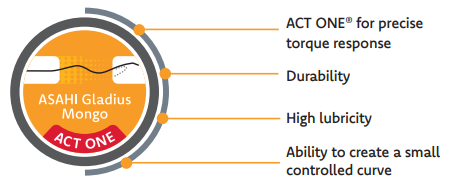 ASAHI Gladius
Mongo
ACT ONE
ACT ONE® for precise
torque response
Durability
High lubricity
Ability to create a small
controlled curve